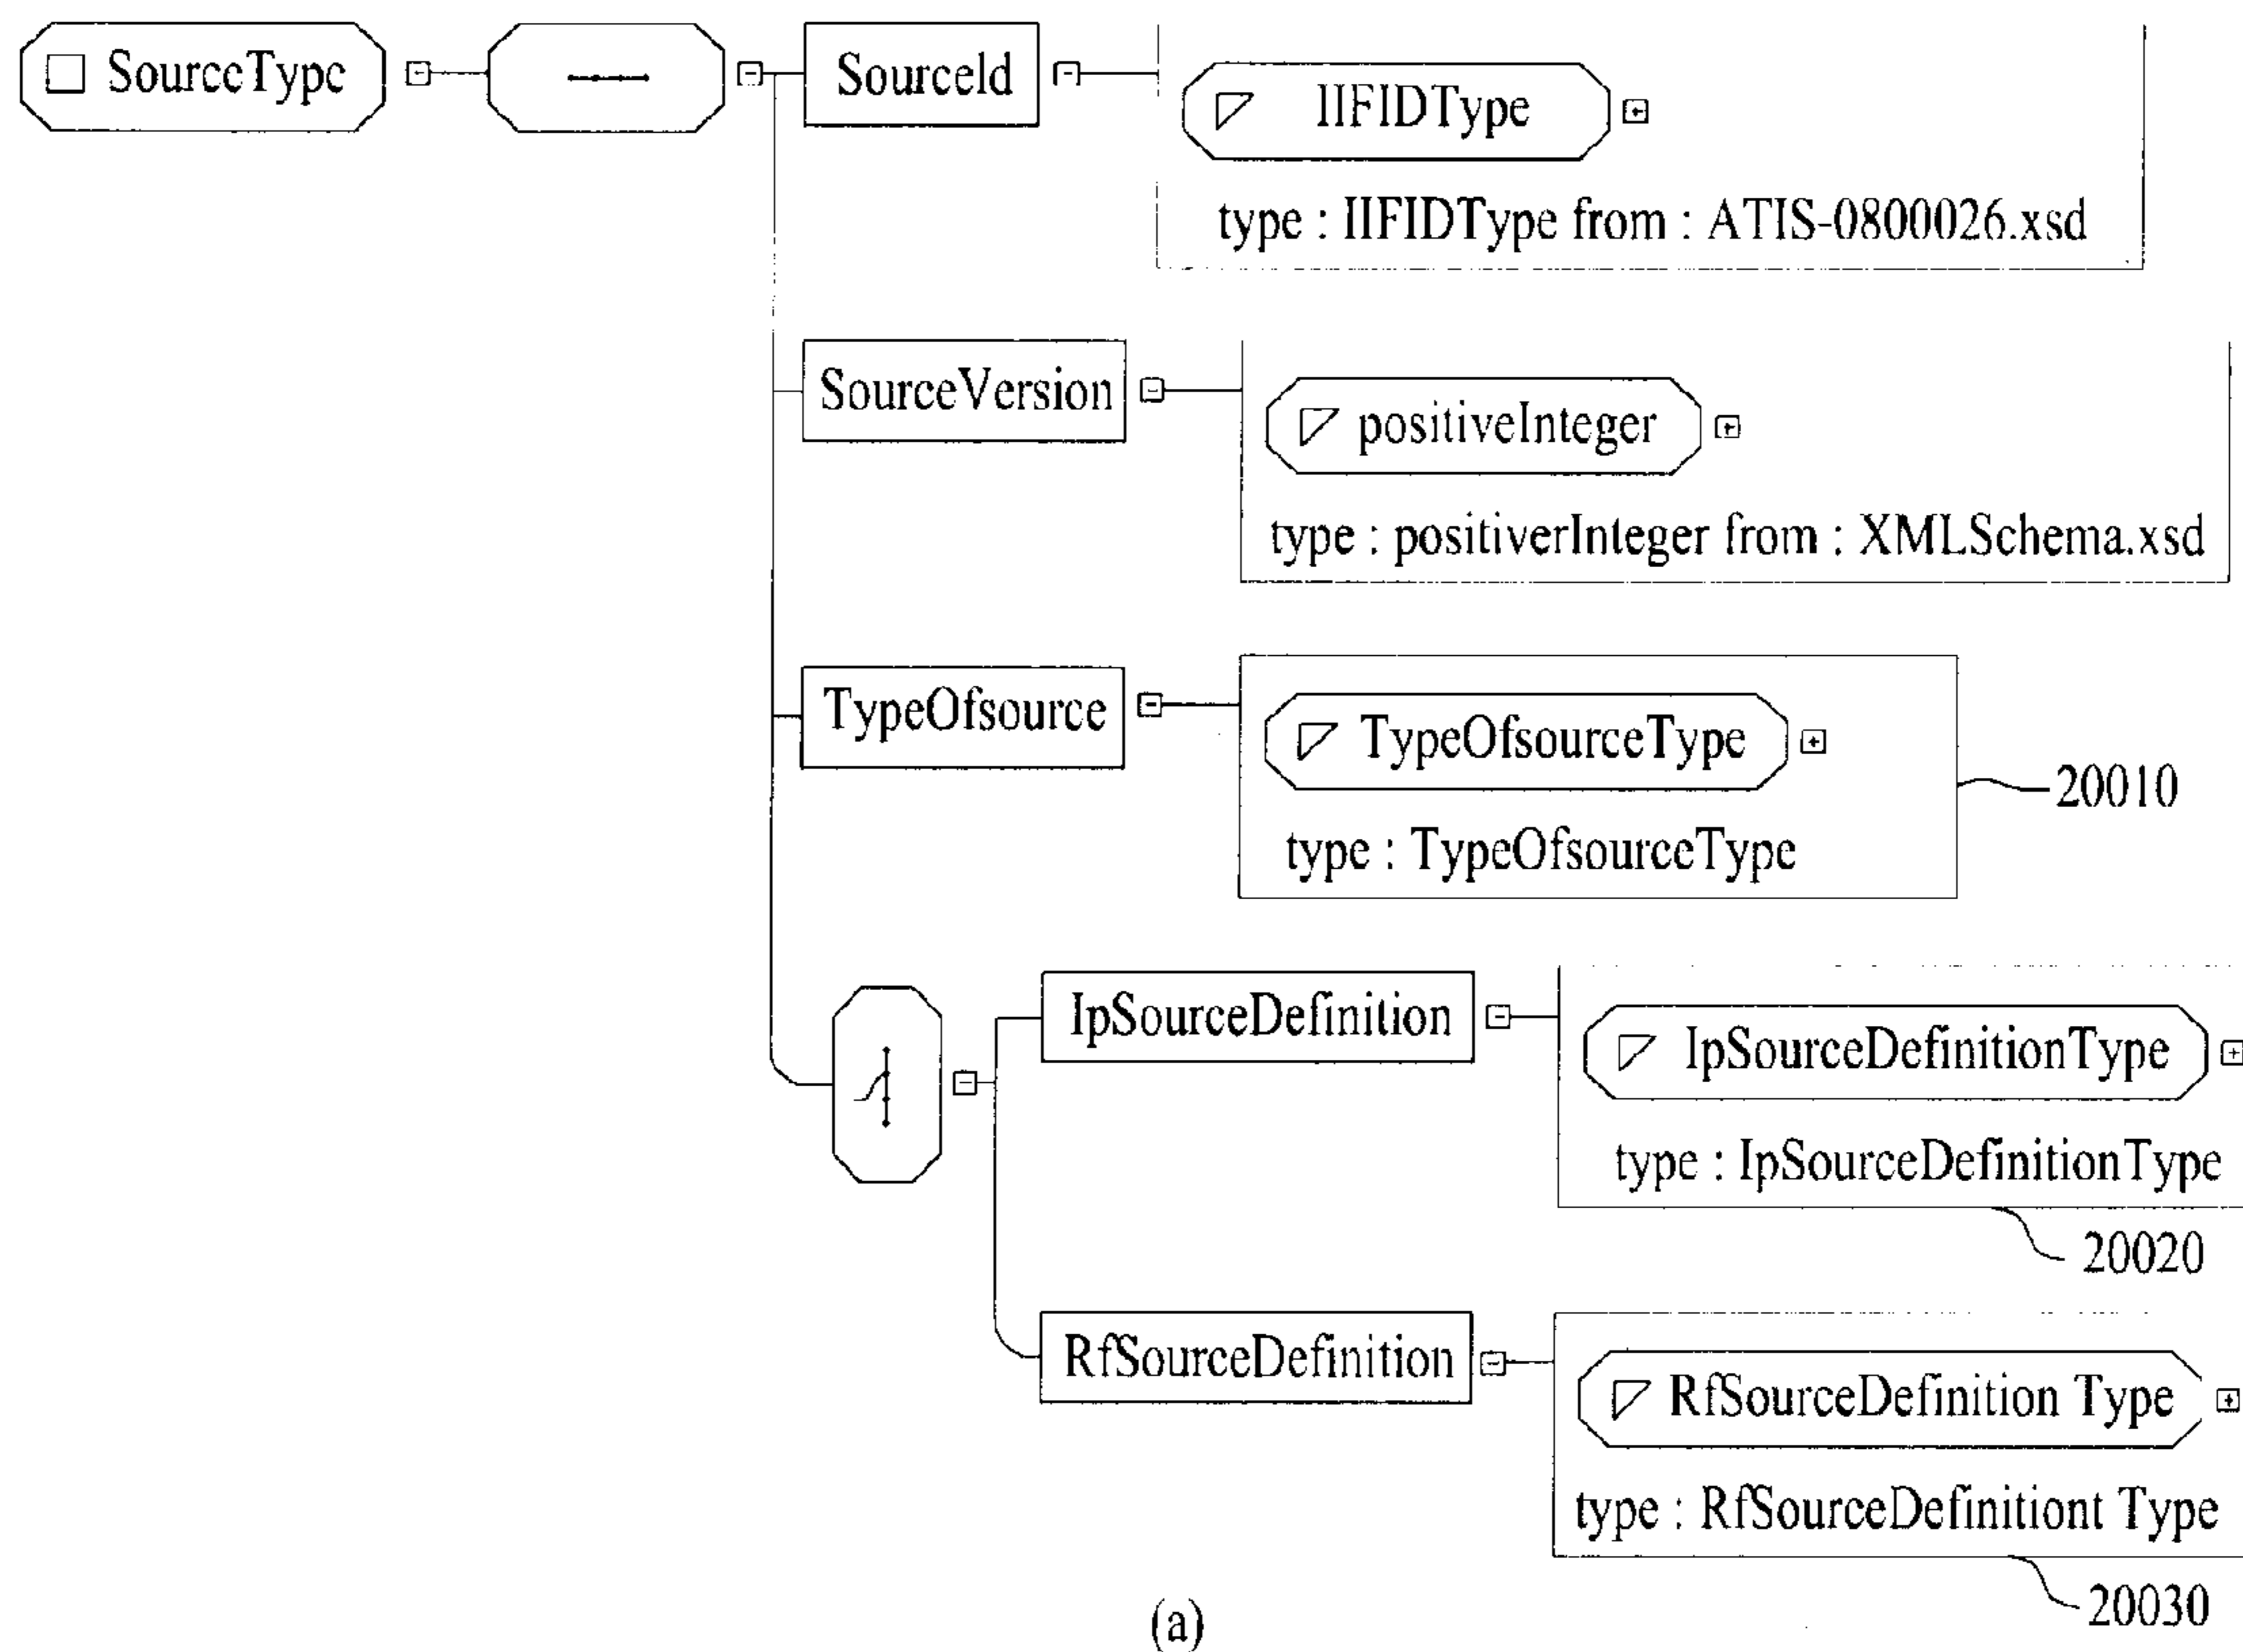 SourceType
SourceId
IIFIDType
type : IIFIDType from : ATIS-0800026.xsd
SourceVersion
positiveInteger
type : positiverInteger from : XMLSchema.xsd
TypeOfsource
TypeOfsourceType
20010
type : TypeOfsourceType
IpSourceDefinition
IpSourceDefinitionType
type : IpSourceDefinitionType
20020
RfSourceDefinition
RfSourceDefinition Type
type : RfSourceDefinitiont Type
20030
(a)